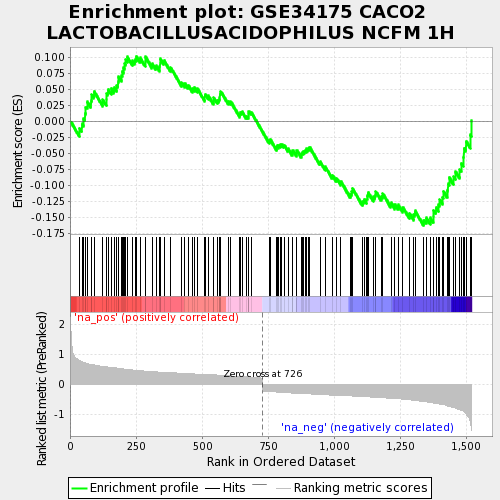 Enrichment plot: GSE34175 CACO2
LACTOBACILLUSACIDOPHILUS NCFM 1H
Enrichment score (ES)
0.100
0.075
0.050
0.025
0.000
-0.025
-0.050
-0.075
-0.100
-0.125
-0.150
-0.175
'na_pos' (positively correlated)
Ranked list metric (PreRanked)
2
1
0
-1
Zero cross at 726
'na_neg' (negatively correlated)
0
250
500
750
1,000
1,250
1,500
Rank in Ordered Dataset
Enrichment profile
Hits
Ranking metric scores